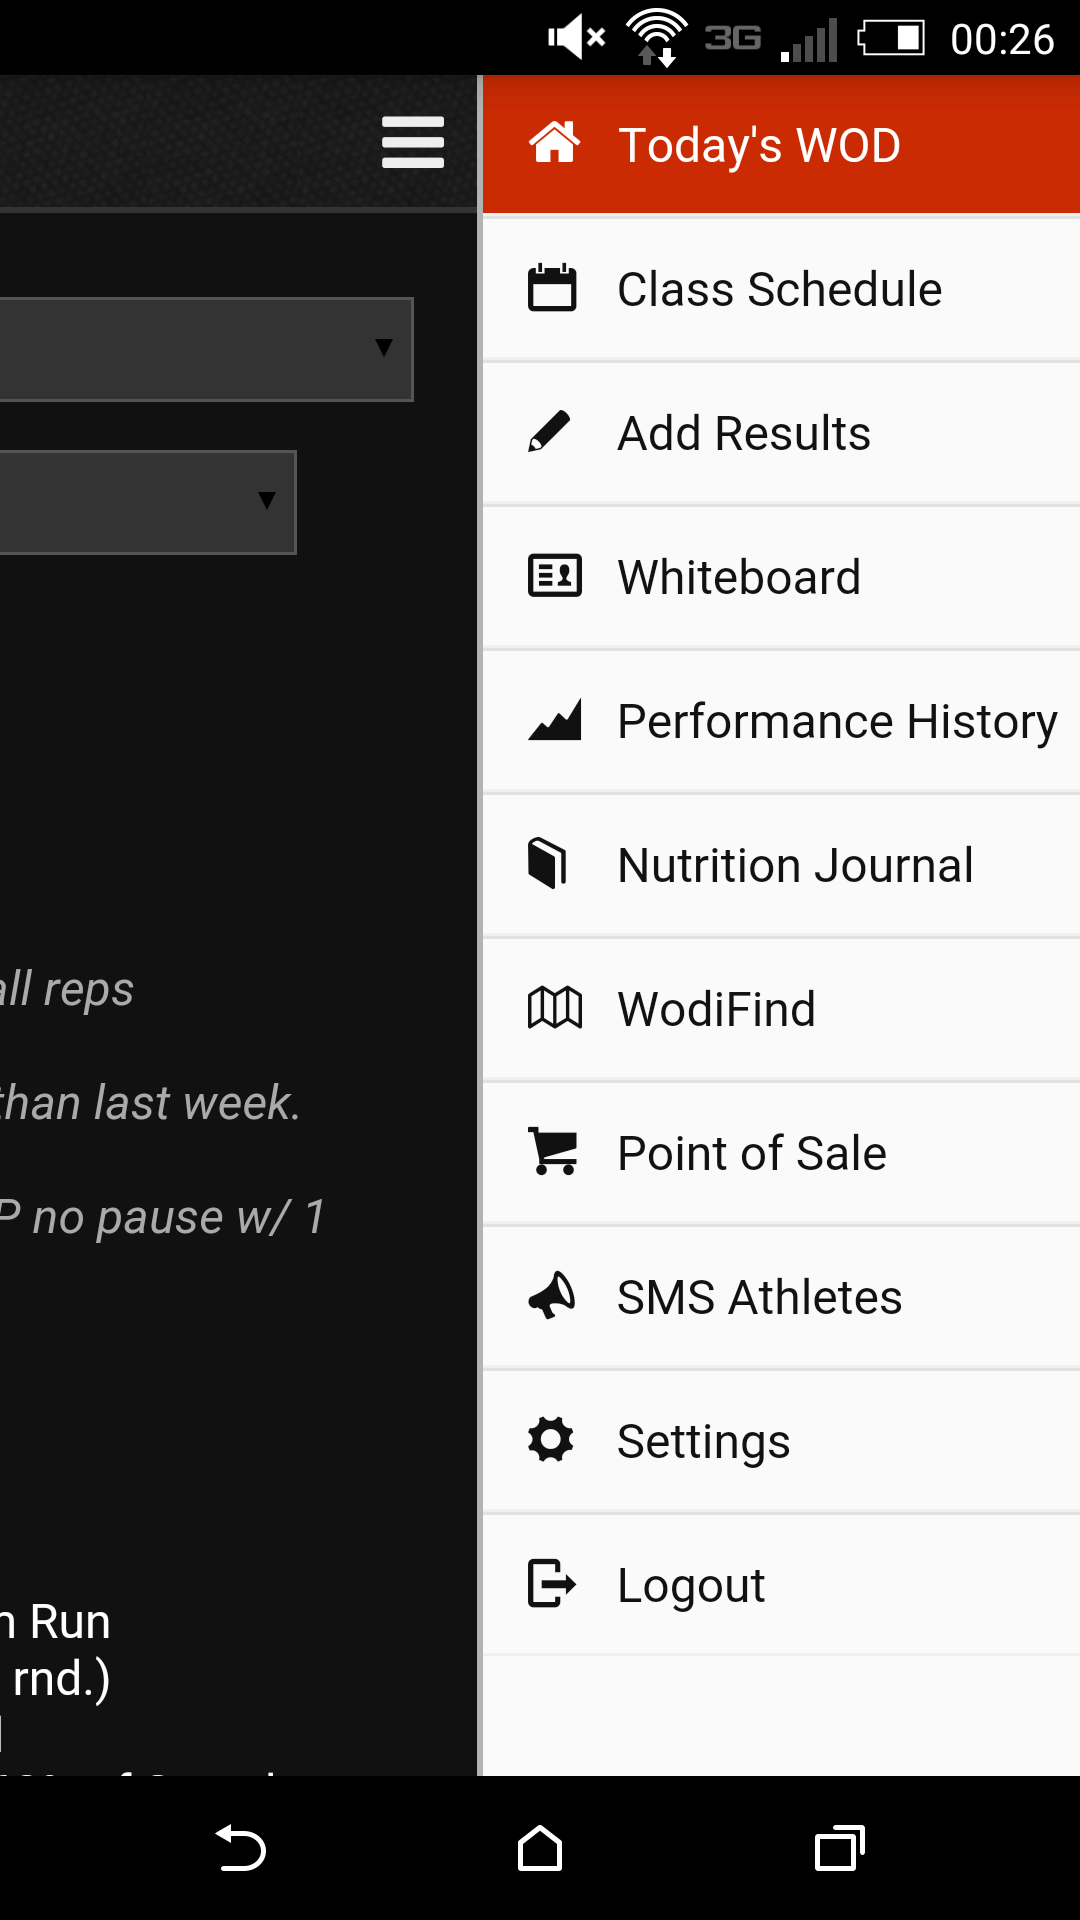 3G 00:26
Today's WOD
Class Schedule
Add Results
Whiteboard
Performance History
Nutrition Journal
all reps
WodiFind
than last week.
Point of Sale
P no pause w/ 1
SMS Athletes
Settings
Logout
Run
rnd.)